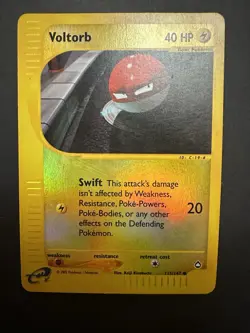 Voltorb
40 HP
Swift This attack's damage
isn't affected by Weakness,
Resistance, Poké-Powers,
Poké-Bodies, or any other
effects on the Defending
Pokémon.
20
weakness
resistance
retreat cost